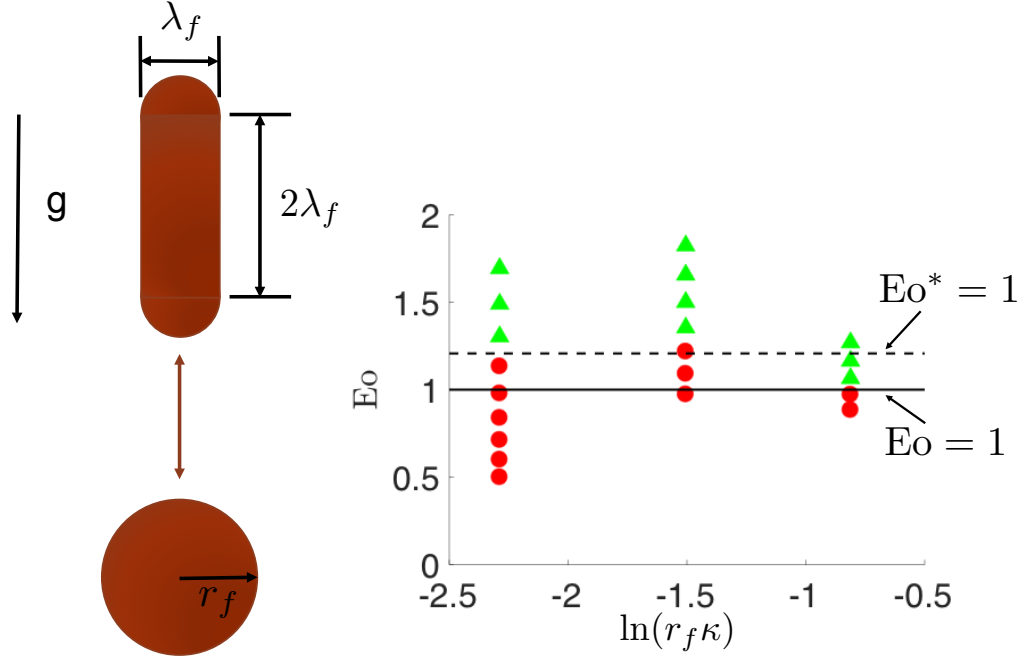 λ_f
g
2λ_f
r_f
2
1.5
1
0.5
0
Eo
-2.5 -2 -1.5 -1 -0.5
ln(r_f κ)
Eo* = 1
Eo = 1